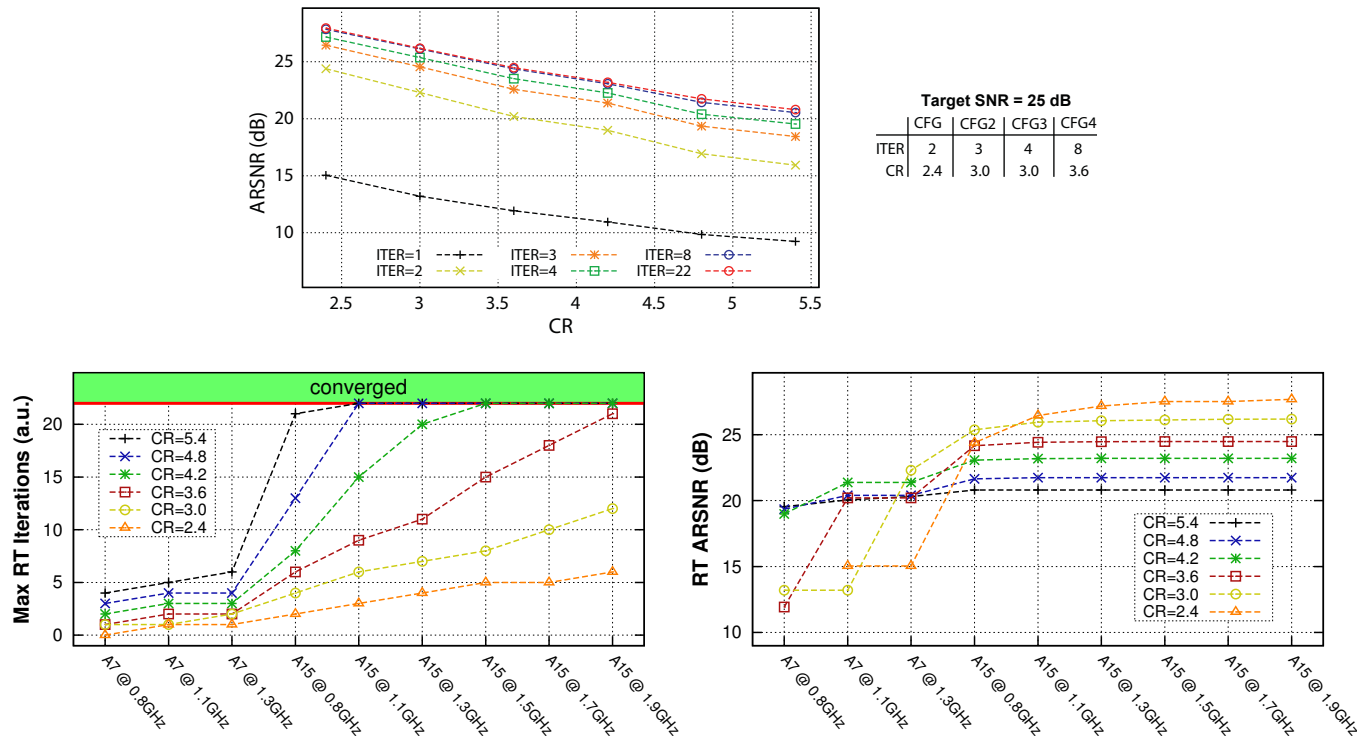 25
20
15
10
ARSNR (dB)
ITER=1
ITER=3
ITER=8
ITER=2
ITER=4
ITER=22
2.5 3 3.5 4 4.5 5 5.5
CR
Target SNR = 25 dB
CFG CFG2 CFG3 CFG4
ITER 2 3 4 8
CR 2.4 3.0 3.0 3.6
converged
20
15
10
5
0
Max RT Iterations (a.u.)
CR=5.4
CR=4.8
CR=4.2
CR=3.6
CR=3.0
CR=2.4
A7 @ 0.8GHz
A7 @ 1.1GHz
A7 @ 1.3GHz
A15 @ 0.8GHz
A15 @ 1.1GHz
A15 @ 1.3GHz
A15 @ 1.5GHz
A15 @ 1.7GHz
A15 @ 1.9GHz
25
20
15
10
RT ARSNR (dB)
CR=5.4
CR=4.8
CR=4.2
CR=3.6
CR=3.0
CR=2.4
A7 @ 0.8GHz
A7 @ 1.1GHz
A7 @ 1.3GHz
A15 @ 0.8GHz
A15 @ 1.1GHz
A15 @ 1.3GHz
A15 @ 1.5GHz
A15 @ 1.7GHz
A15 @ 1.9GHz